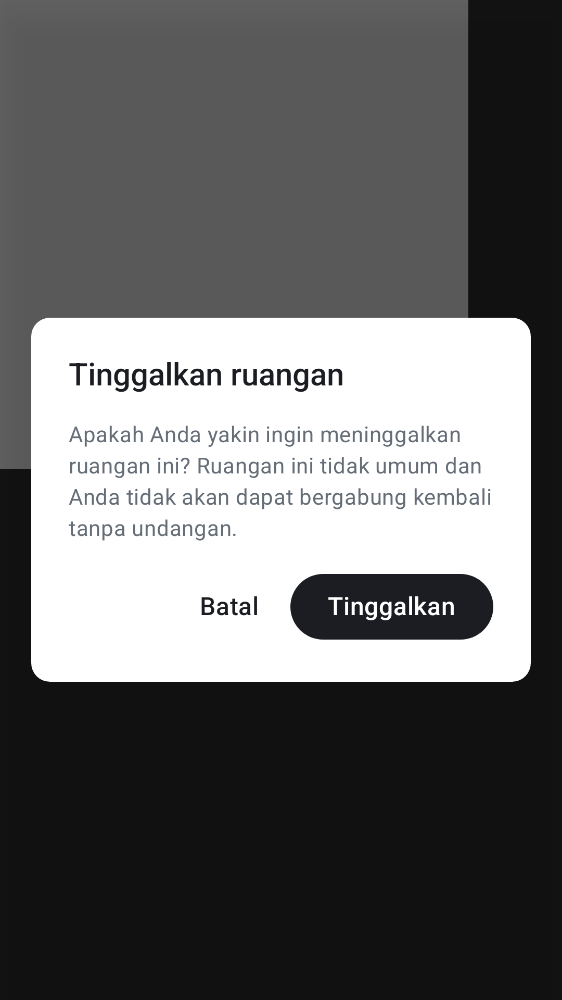 Tinggalkan ruangan
Apakah Anda yakin ingin meninggalkan
ruangan ini? Ruangan ini tidak umum dan
Anda tidak akan dapat bergabung kembali
tanpa undangan.
Batal
Tinggalkan